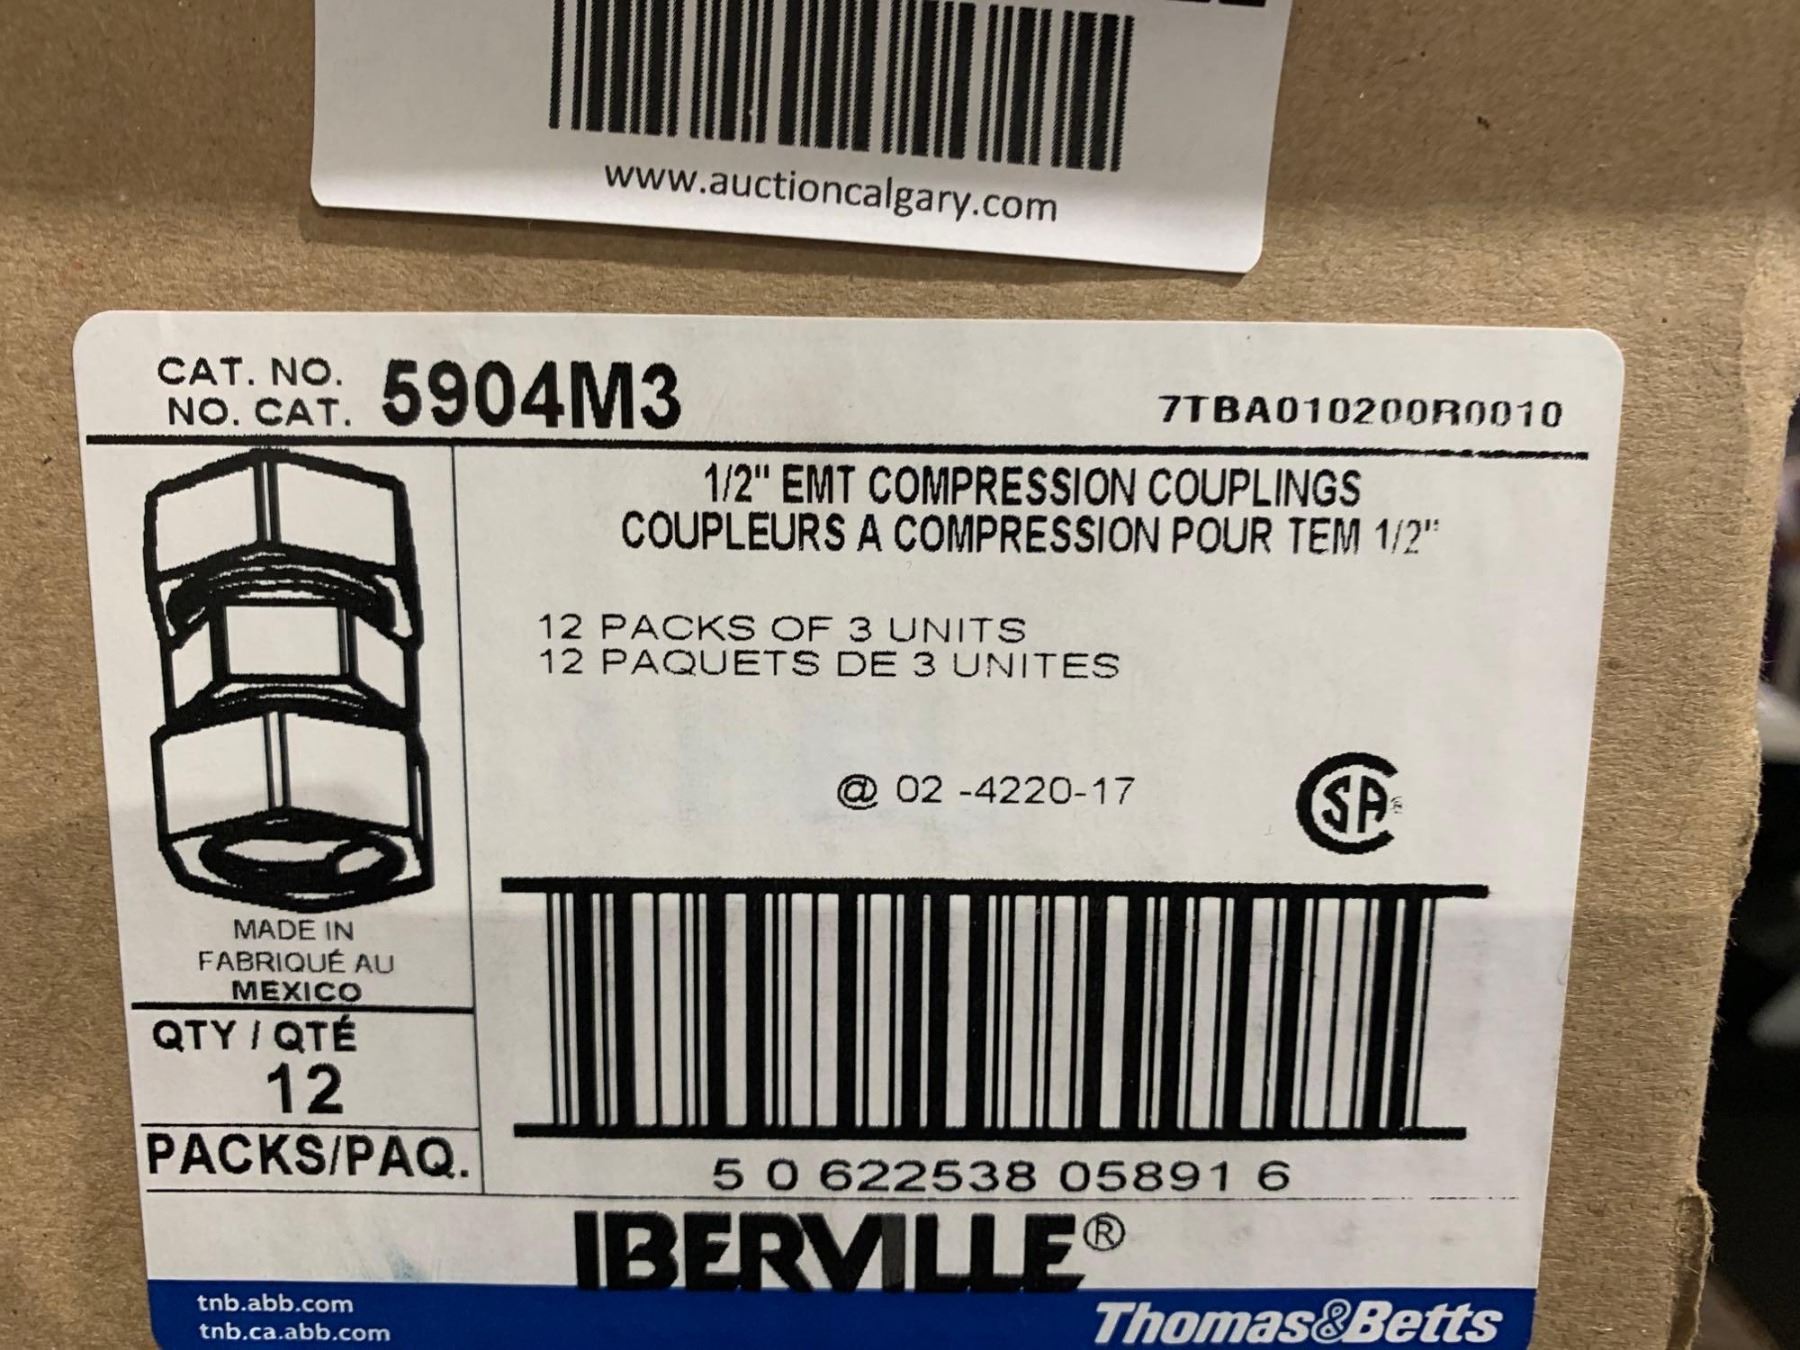 www.auctioncalgary.com
CAT. NO.
NO. CAT.
5904M3
7TBA010200R0010
1/2" EMT COMPRESSION COUPLINGS
COUPLEURS A COMPRESSION POUR TEM 1/2"
12 PACKS OF 3 UNITS
12 PAQUETS DE 3 UNITES
@ 02 -4220-17
CSA
MADE IN
FABRIQUÉ AU
MEXICO
QTY / QTÉ
12
PACKS/PAQ.
5 0 622538 05891 6
IBERVILLE®
tnb.abb.com
tnb.ca.abb.com
Thomas&Betts